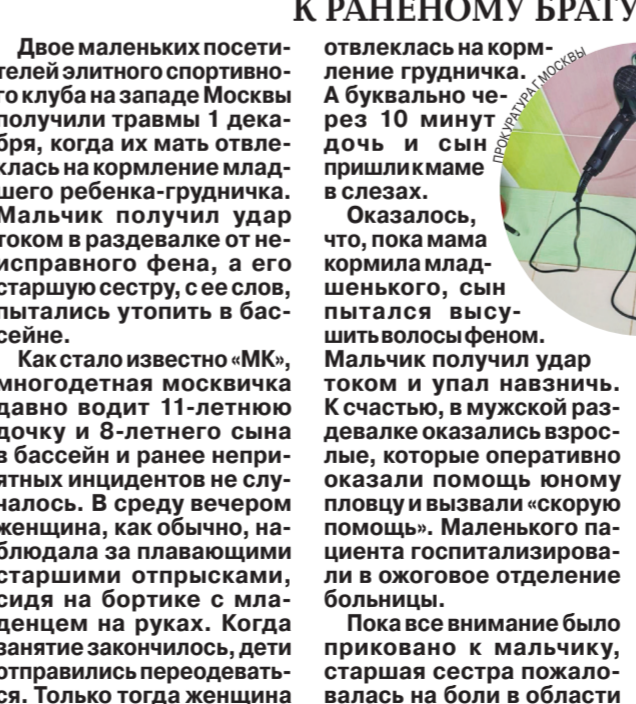 К РАНЕНОМУ БРАТУ
Двое маленьких посети-
телей элитного спортивно-
го клуба на западе Москвы
получили травмы 1 дека-
бря, когда их мать отвле-
клась на кормление млад-
шего ребенка-грудничка.
Мальчик получил удар
током в раздевалке от не-
исправного фена, а его
старшую сестру, с ее слов,
пытались утопить в бас-
сейне.
Как стало известно «МК»,
многодетная москвичка
давно водит 11-летнюю
дочку и 8-летнего сына
в бассейн и ранее непри-
ятных инцидентов не слу-
чалось. В среду вечером
женщина, как обычно, на-
блюдала за плавающими
старшими отпрысками,
сидя на бортике с мла-
денцем на руках. Когда
занятие закончилось, дети
отправились переодевать-
ся. Только тогда женщина
отвлеклась на корм-
ление грудничка.
А буквально че-
рез 10 минут
дочь и сын
пришли к маме
в слезах.
Оказалось,
что, пока мама
кормила млад-
шенького, сын
пытался высу-
шить волосы феном.
Мальчик получил удар
током и упал навзничь.
К счастью, в мужской раз-
девалке оказались взрос-
лые, которые оперативно
оказали помощь юному
пловцу и вызвали «скорую
помощь». Маленького па-
циента госпитализирова-
ли в ожоговое отделение
больницы.
Пока все внимание было
приковано к мальчику,
старшая сестра пожало-
валась на боли в области
ПРОКУРАТУРА Г.МОСКВЫ